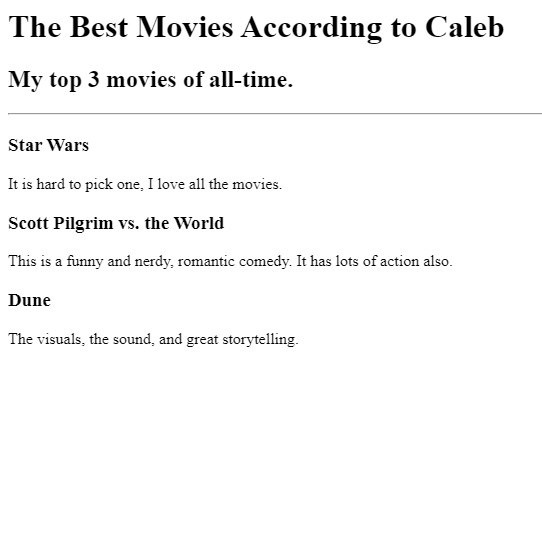 The Best Movies According to Caleb
My top 3 movies of all-time.
Star Wars
It is hard to pick one, I love all the movies.
Scott Pilgrim vs. the World
This is a funny and nerdy, romantic comedy. It has lots of action also.
Dune
The visuals, the sound, and great storytelling.